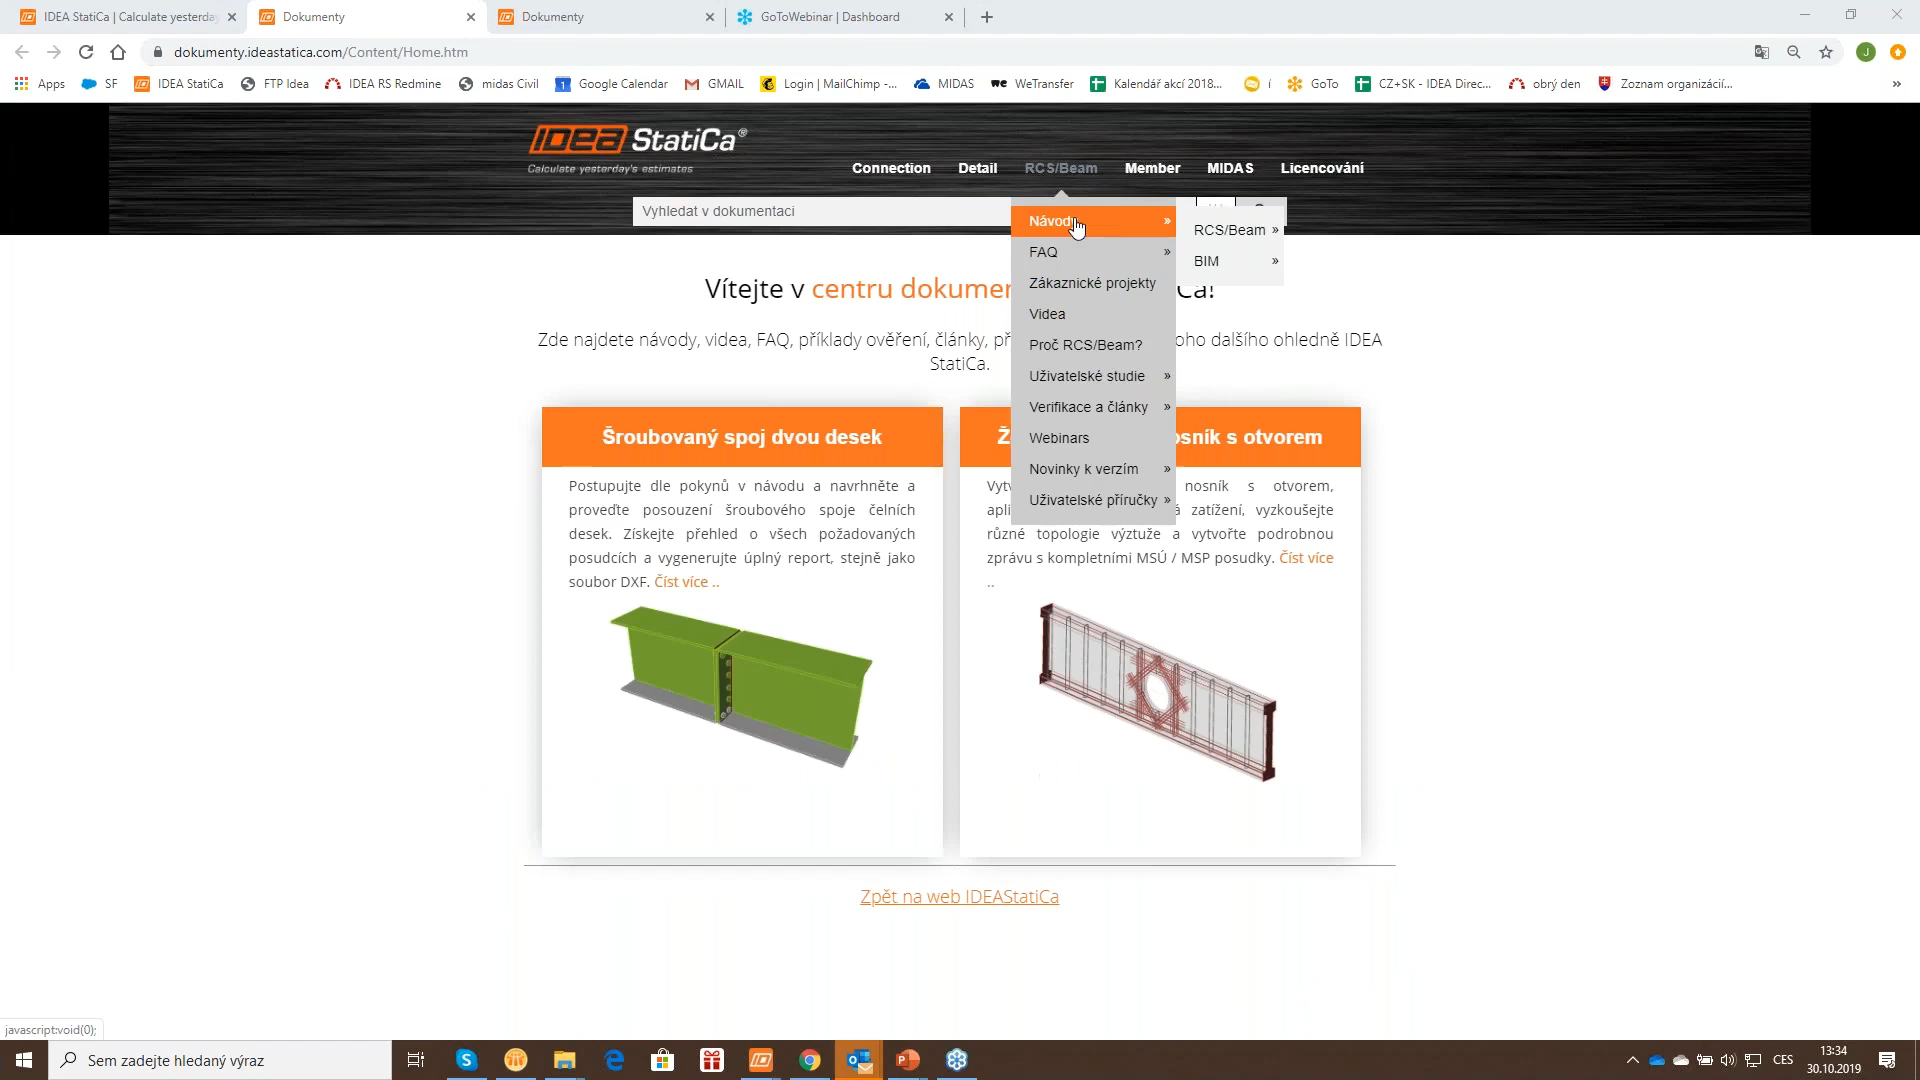 IDEA StatiCa | Calculate yesterda
Dokumenty
Dokumenty
GoToWebinar | Dashboard
dokumenty.ideastatica.com/Content/Home.htm
J
Apps
SF
IDEA StatiCa
FTP Idea
IDEA RS Redmine
midas Civil
Google Calendar
GMAIL
Login | MailChimp -...
MIDAS
WeTransfer
Kalendář akcí 2018...
í
GoTo
CZ+SK - IDEA Direc...
obrý den
Zoznam organizácií...
IDEA StatiCa®
Calculate yesterday's estimates
Connection
Detail
RCS/Beam
Member
MIDAS
Licencování
Vyhledat v dokumentaci
Návody »
FAQ »
Zákaznické projekty
Videa
Proč RCS/Beam?
Uživatelské studie »
Verifikace a články »
Webinars
Novinky k verzím »
Uživatelské příručky »
RCS/Beam »
BIM »
Vítejte v centru dokumen Ca!
Zde najdete návody, videa, FAQ, příklady ověření, články, př oho dalšího ohledně IDEA
StatiCa.
Šroubovaný spoj dvou desek
Postupujte dle pokynů v návodu a navrhněte a
proveďte posouzení šroubového spoje čelních
desek. Získejte přehled o všech požadovaných
posudcích a vygenerujte úplný report, stejně jako
soubor DXF. Číst více ..
Ž osník s otvorem
Vytv nosník s otvorem,
apli á zatížení, vyzkoušejte
různé topologie výztuže a vytvořte podrobnou
zprávu s kompletními MSÚ / MSP posudky. Číst více
..
Zpět na web IDEAStatiCa
javascript:void(0);
Sem zadejte hledaný výraz
CES
13:34
30.10.2019